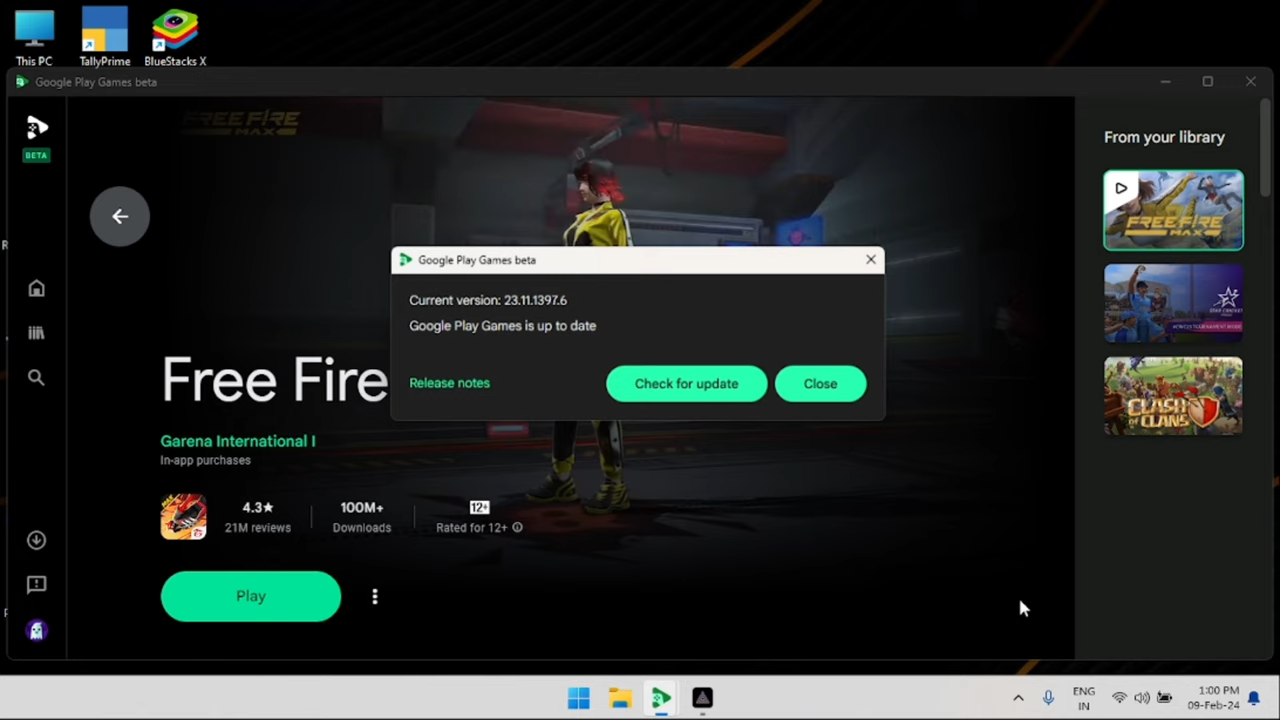 This PC
TallyPrime
BlueStacks X
Google Play Games beta
BETA
FREE FIRE
MAX
From your library
FREE FIRE
MAX
Google Play Games beta
Current version: 23.11.1397.6
Google Play Games is up to date
Release notes
Check for update
Close
Free Fire
STAR CRICKET
CLASH
OF
CLANS
Garena International I
In-app purchases
4.3★
21M reviews
100M+
Downloads
12+
Rated for 12+
Play
ENG
IN
1:00 PM
09-Feb-24